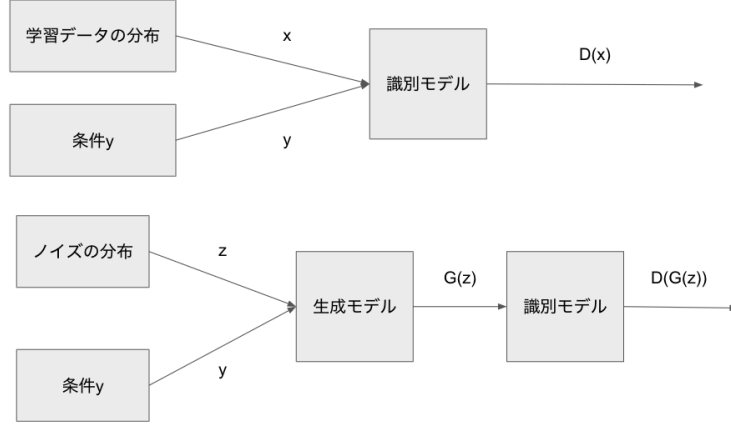 学習データの分布
x
識別モデル
D(x)
条件y
y
ノイズの分布
z
生成モデル
G(z)
識別モデル
D(G(z))
条件y
y